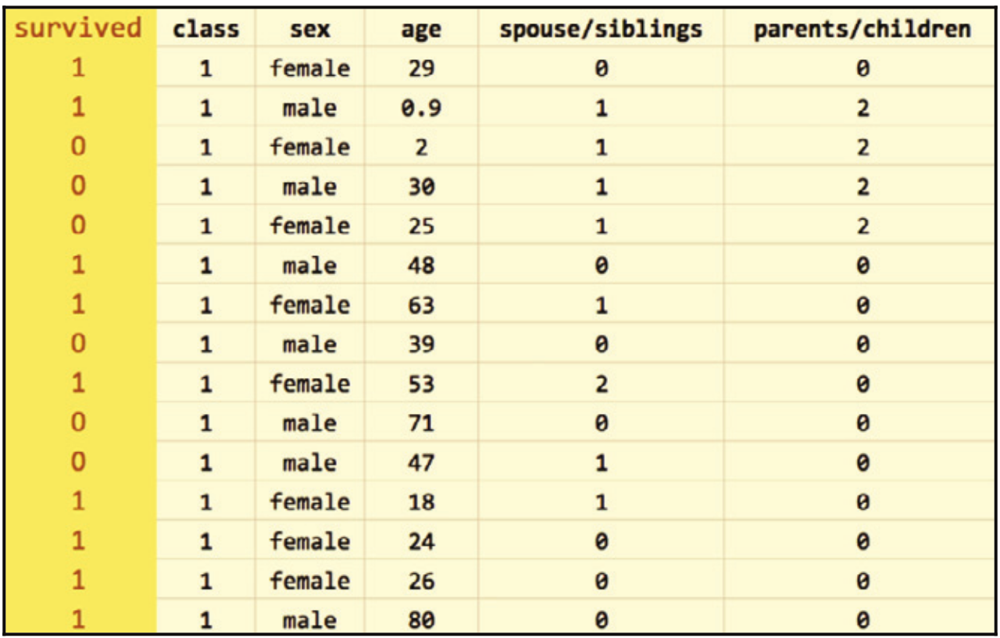 survived class sex age spouse/siblings parents/children
1 1 female 29 0 0
1 1 male 0.9 1 2
0 1 female 2 1 2
0 1 male 30 1 2
0 1 female 25 1 2
1 1 male 48 0 0
1 1 female 63 1 0
0 1 male 39 0 0
1 1 female 53 2 0
0 1 male 71 0 0
0 1 male 47 1 0
1 1 female 18 1 0
1 1 female 24 0 0
1 1 female 26 0 0
1 1 male 80 0 0